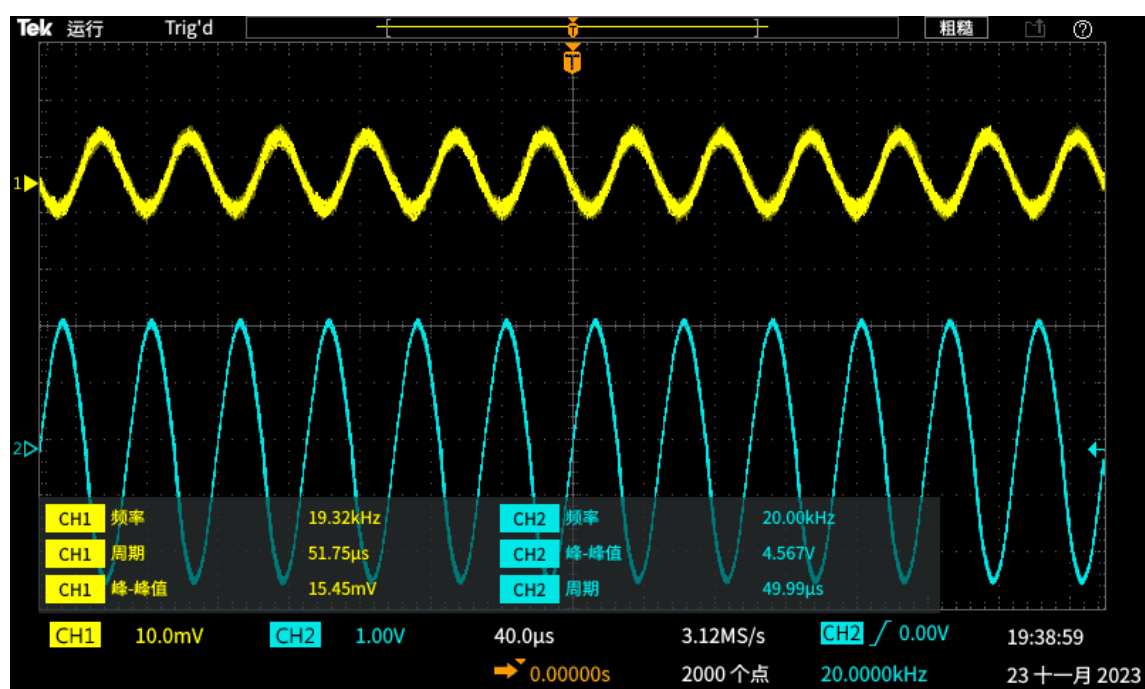 Tek 运行 Trig'd 粗糙 ?
T
T
1
2
CH1 频率 19.32kHz CH2 频率 20.00kHz
CH1 周期 51.75µs CH2 峰-峰值 4.567V
CH1 峰-峰值 15.45mV CH2 周期 49.99µs
CH1 10.0mV CH2 1.00V 40.0µs 3.12MS/s CH2 0.00V 19:38:59
0.00000s 2000 个点 20.0000kHz 23 十一月 2023